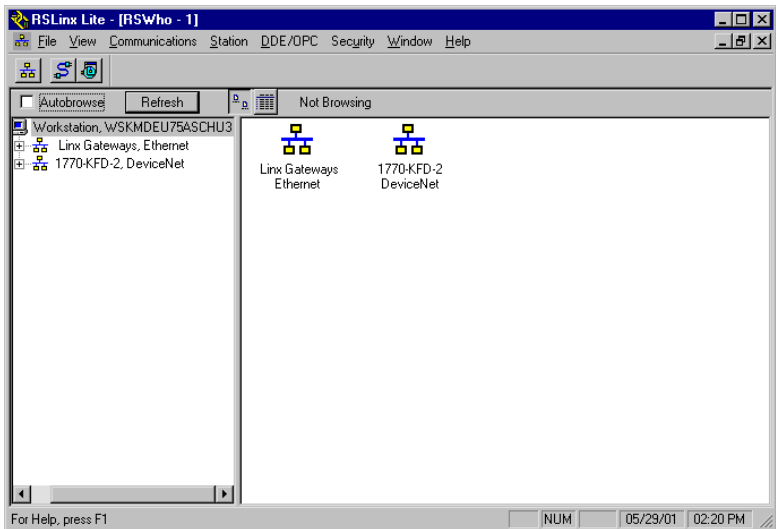 RSLinx Lite - [RSWho - 1]
File View Communications Station DDE/OPC Security Window Help
Autobrowse Refresh Not Browsing
Workstation, WSKMDEU75ASCHU3
Linx Gateways, Ethernet
1770-KFD-2, DeviceNet
Linx Gateways
Ethernet
1770-KFD-2
DeviceNet
For Help, press F1 NUM 05/29/01 02:20 PM